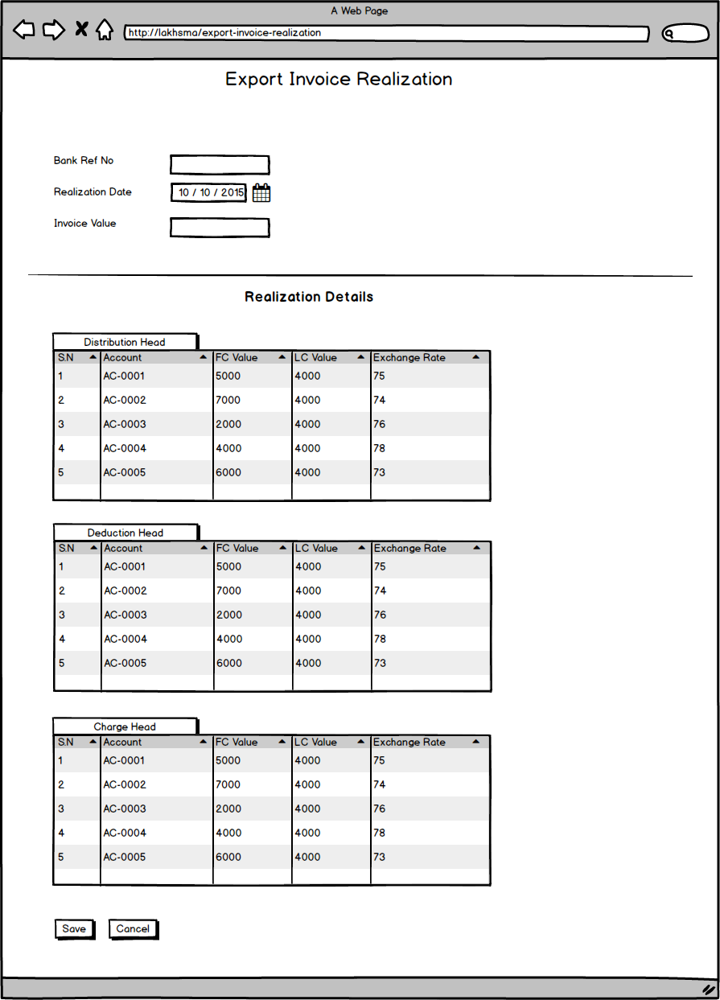 A Web Page
http://lakhsma/export-invoice-realization
Export Invoice Realization
Bank Ref No
Realization Date 10 / 10 / 2015
Invoice Value
Realization Details
Distribution Head
S.N Account FC Value LC Value Exchange Rate
1 AC-0001 5000 4000 75
2 AC-0002 7000 4000 74
3 AC-0003 2000 4000 76
4 AC-0004 4000 4000 78
5 AC-0005 6000 4000 73
Deduction Head
S.N Account FC Value LC Value Exchange Rate
1 AC-0001 5000 4000 75
2 AC-0002 7000 4000 74
3 AC-0003 2000 4000 76
4 AC-0004 4000 4000 78
5 AC-0005 6000 4000 73
Charge Head
S.N Account FC Value LC Value Exchange Rate
1 AC-0001 5000 4000 75
2 AC-0002 7000 4000 74
3 AC-0003 2000 4000 76
4 AC-0004 4000 4000 78
5 AC-0005 6000 4000 73
Save Cancel